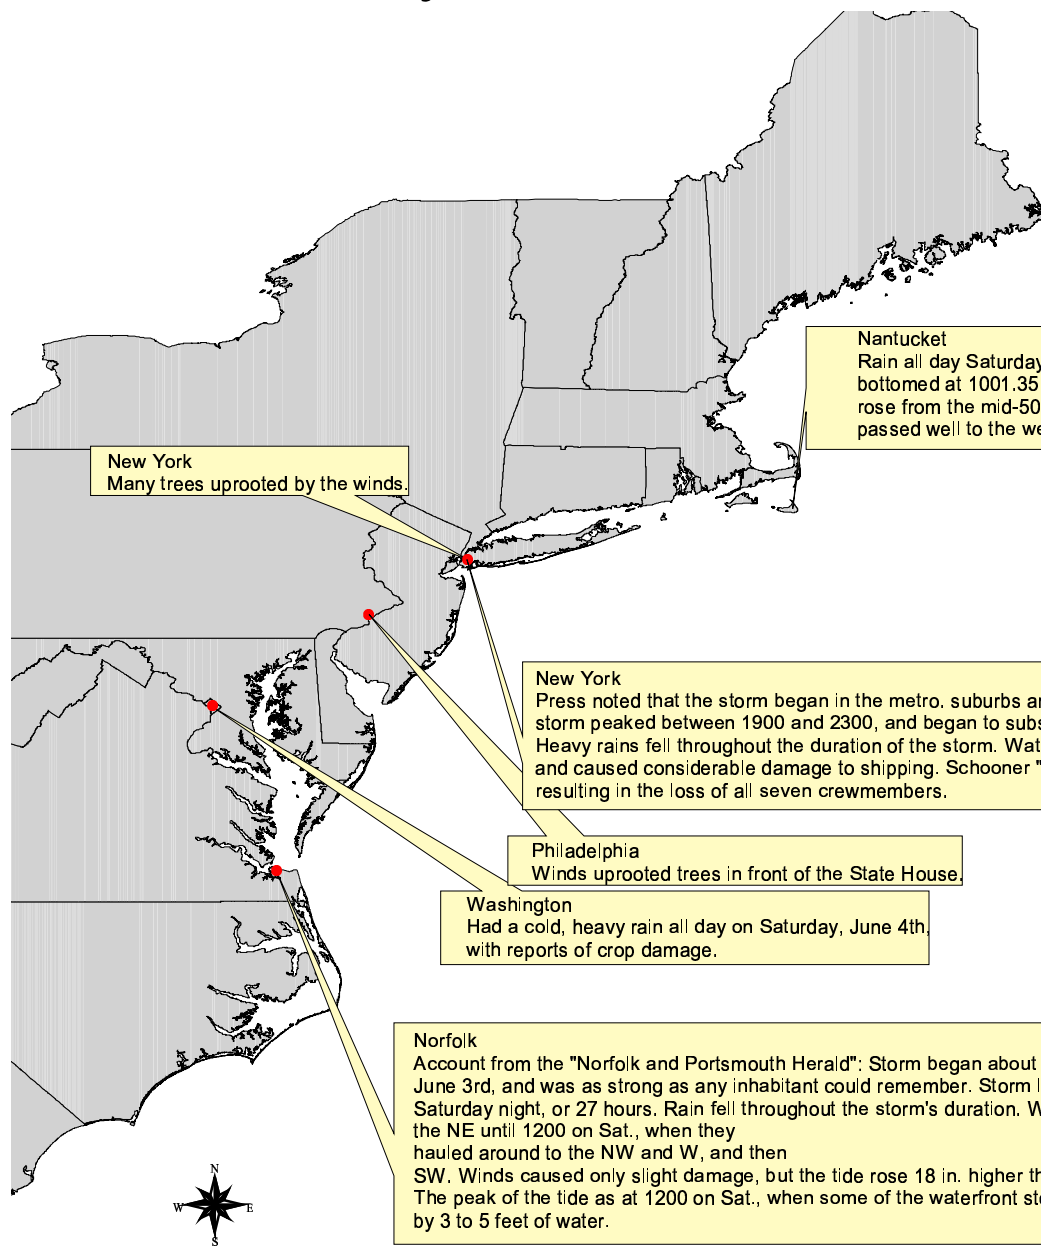 Nantucket
Rain all day Saturday
bottomed at 1001.35
rose from the mid-50
passed well to the we
New York
Many trees uprooted by the winds.
New York
Press noted that the storm began in the metro. suburbs ar
storm peaked between 1900 and 2300, and began to subs
Heavy rains fell throughout the duration of the storm. Wat
and caused considerable damage to shipping. Schooner "
resulting in the loss of all seven crewmembers.
Philadelphia
Winds uprooted trees in front of the State House.
Washington
Had a cold, heavy rain all day on Saturday, June 4th,
with reports of crop damage.
Norfolk
Account from the "Norfolk and Portsmouth Herald": Storm began about
June 3rd, and was as strong as any inhabitant could remember. Storm l
Saturday night, or 27 hours. Rain fell throughout the storm's duration. W
the NE until 1200 on Sat., when they
hauled around to the NW and W, and then
SW. Winds caused only slight damage, but the tide rose 18 in. higher th
The peak of the tide as at 1200 on Sat., when some of the waterfront sto
by 3 to 5 feet of water.
N
W E
S